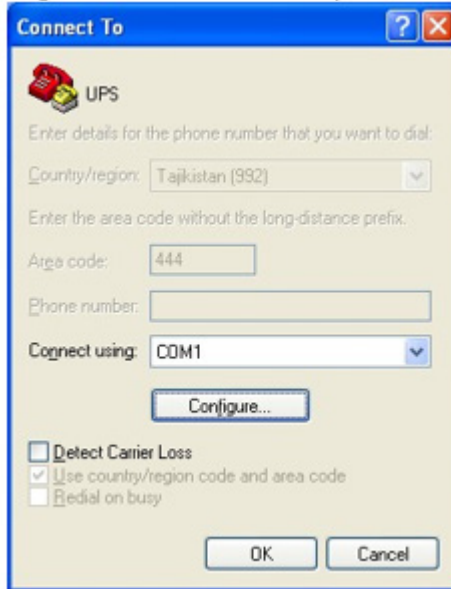 Connect To
UPS
Enter details for the phone number that you want to dial:
Country/region: Tajikistan (992)
Enter the area code without the long-distance prefix.
Area code: 444
Phone number:
Connect using: COM1
Configure...
Detect Carrier Loss
Use country/region code and area code
Redial on busy
OK Cancel